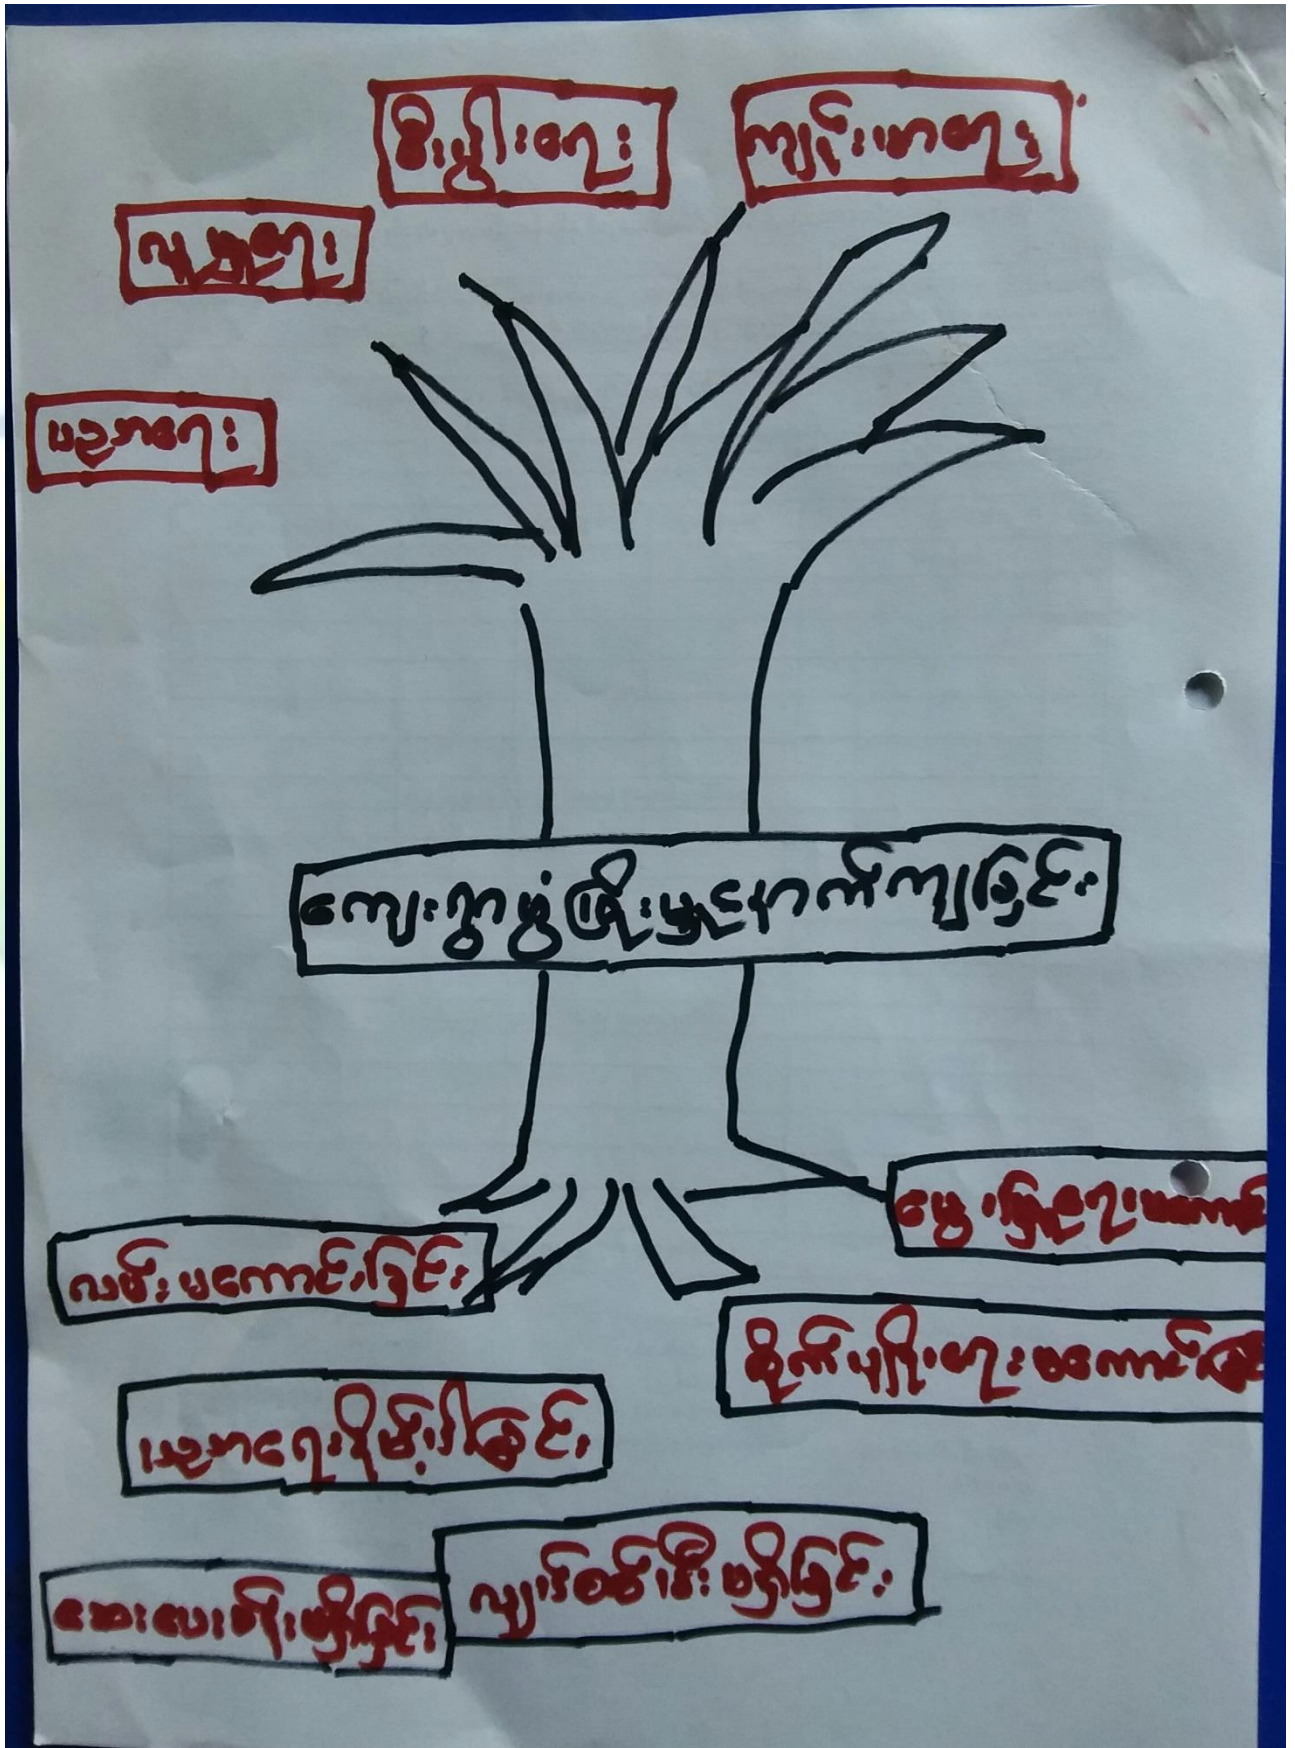 စီးပွါးရေး
ကျန်းမာရေး
လူမှုရေး
ပညာရေး
ကျေးရွာဖွံ့ဖြိုးမှုနောက်ကျခြင်း
မွေးမြူရေးမကောင်း
လမ်းမကောင်းခြင်း
စိုက်ပျိုးရေးမကောင်းခြင်း
ပညာရေးနိမ့်ပါးခြင်း
လျှပ်စစ်မီးမရှိခြင်း
ဆေးပေးခန်းမရှိခြင်း